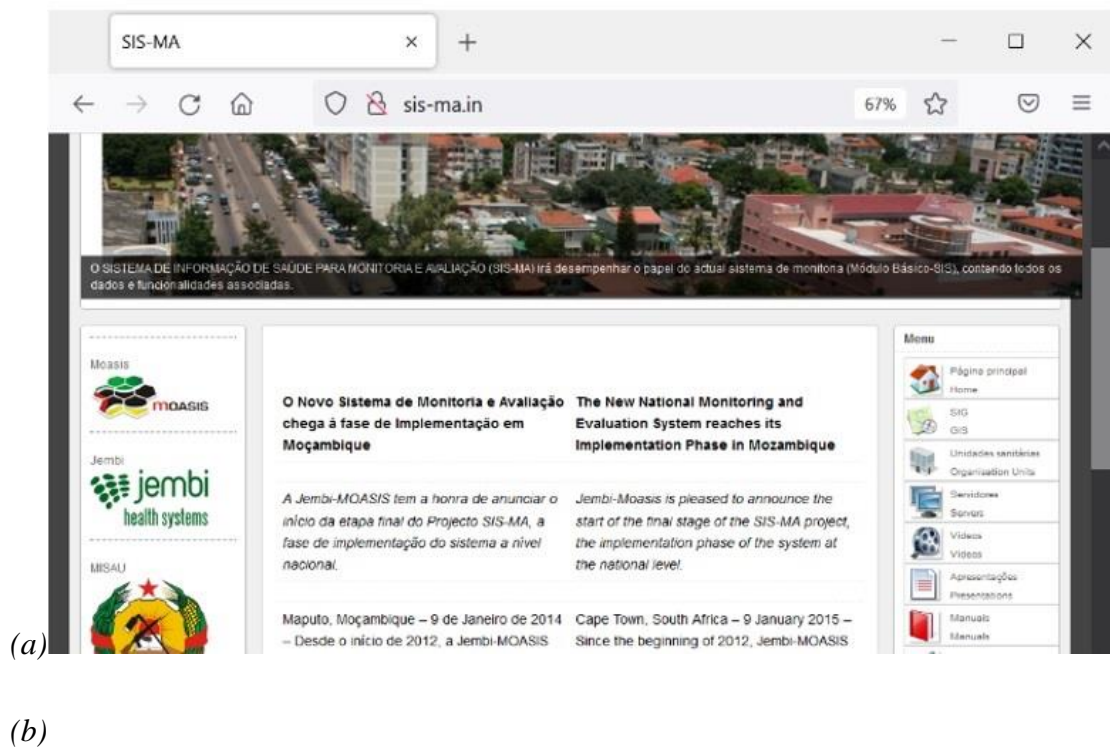 SIS-MA
sis-ma.in
67%
O SISTEMA DE INFORMAÇÃO DE SAÚDE PARA MONITORIA E AVALIAÇÃO (SIS-MA) irá desempenhar o papel do actual sistema de monitoria (Módulo Básico-SIS), contendo todos os
dados e funcionalidades associadas.
Moasis
MOASIS
Jembi
jembi
health systems
MISAU
O Novo Sistema de Monitoria e Avaliação
chega á fase de Implementação em
Moçambique
A Jembi-MOASIS tem a honra de anunciar o
início da etapa final do Projecto SIS-MA, a
fase de implementação do sistema a nível
nacional.
Maputo, Moçambique – 9 de Janeiro de 2014
– Desde o início de 2012, a Jembi-MOASIS
The New National Monitoring and
Evaluation System reaches its
Implementation Phase in Mozambique
Jembi-Moasis is pleased to announce the
start of the final stage of the SIS-MA project,
the implementation phase of the system at
the national level.
Cape Town, South Africa – 9 January 2015 –
Since the beginning of 2012, Jembi-MOASIS
Menu
Página principal
Home
SIG
GIS
Unidades sanitárias
Organisation Units
Servidores
Servers
Vídeos
Videos
Apresentações
Presentations
Manuais
Manuals
(a)
(b)